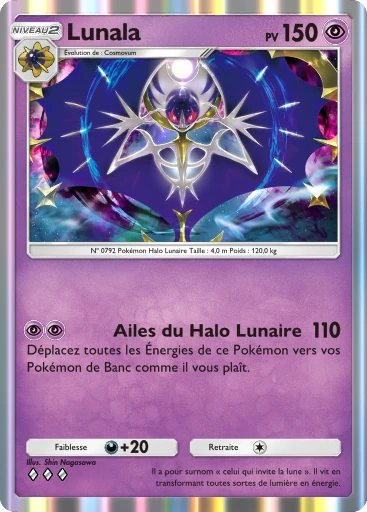 NIVEAU 2
Lunala
PV 150
Évolution de : Cosmovum
N° 0792 Pokémon Halo Lunaire Taille : 4,0 m Poids : 120,0 kg
Ailes du Halo Lunaire 110
Déplacez toutes les Énergies de ce Pokémon vers vos
Pokémon de Banc comme il vous plaît.
Faiblesse +20
Retraite
Illus. Shin Nagasawa
Il a pour surnom « celui qui invite la lune ». Il vit en
transformant toutes sortes de lumière en énergie.